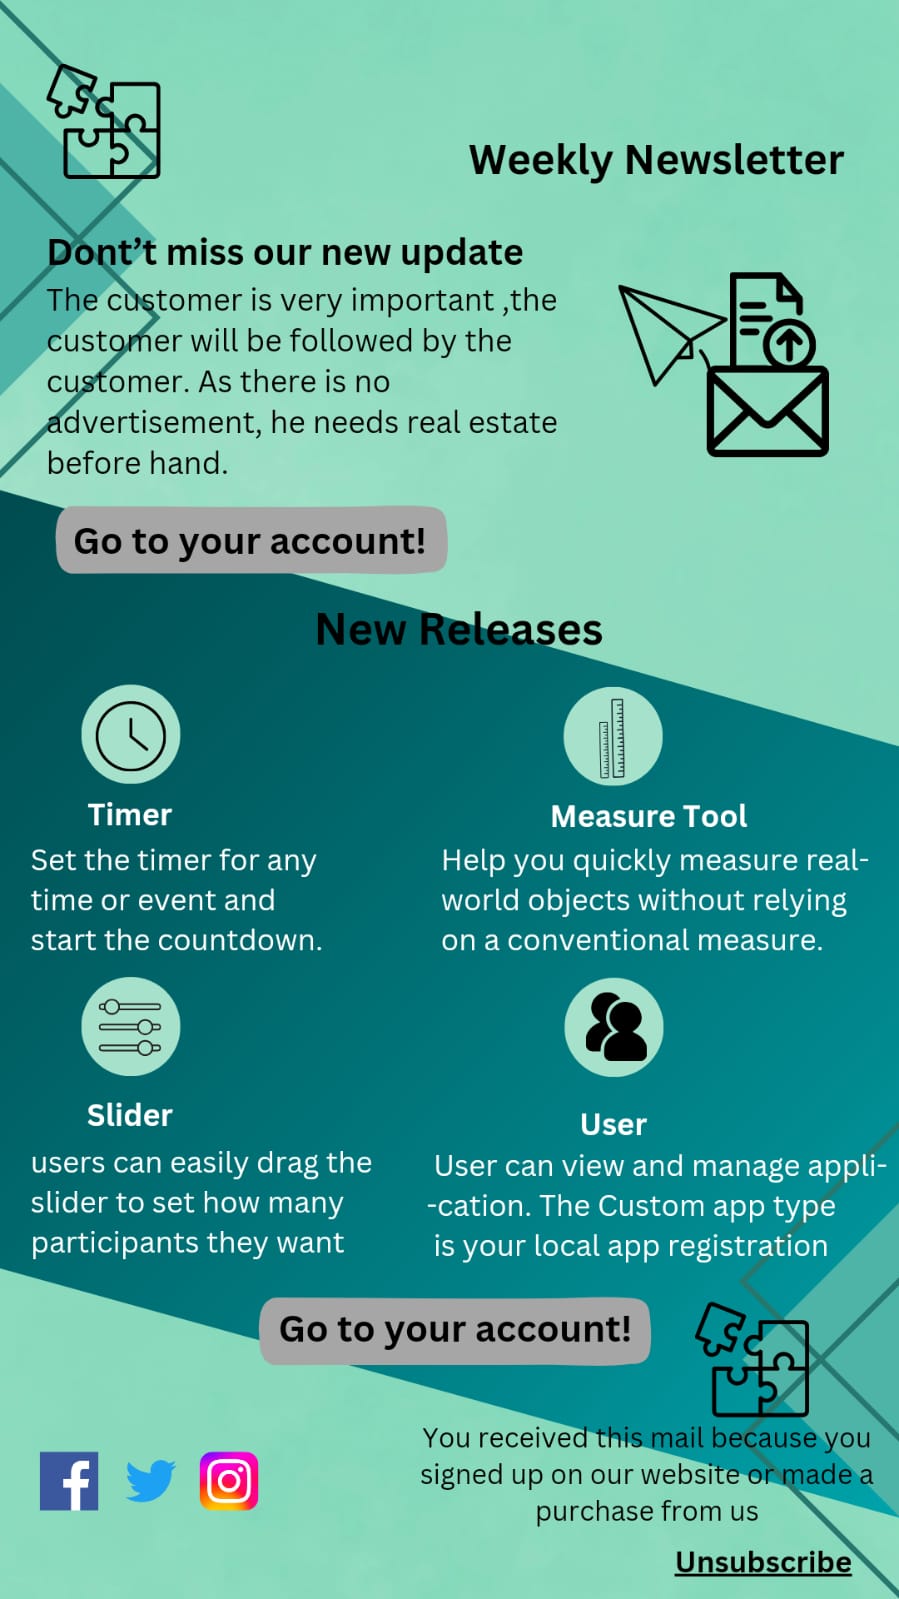 Weekly Newsletter
Dont’t miss our new update
The customer is very important ,the
customer will be followed by the
customer. As there is no
advertisement, he needs real estate
before hand.
Go to your account!
New Releases
Timer
Set the timer for any
time or event and
start the countdown.
Measure Tool
Help you quickly measure real-
world objects without relying
on a conventional measure.
Slider
users can easily drag the
slider to set how many
participants they want
User
User can view and manage appli-
-cation. The Custom app type
is your local app registration
Go to your account!
You received this mail because you
signed up on our website or made a
purchase from us
Unsubscribe